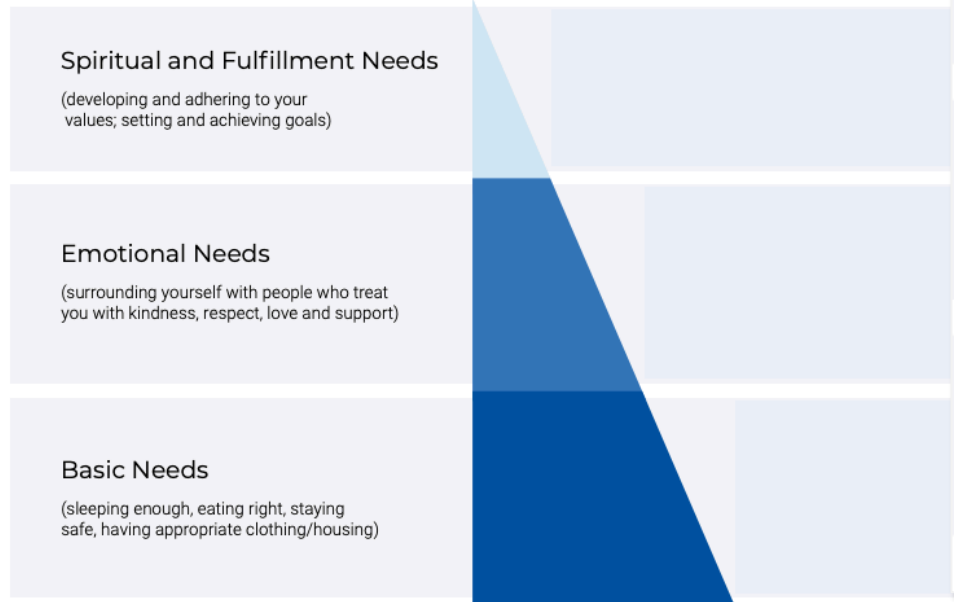 Spiritual and Fulfillment Needs
(developing and adhering to your
values; setting and achieving goals)
Emotional Needs
(surrounding yourself with people who treat
you with kindness, respect, love and support)
Basic Needs
(sleeping enough, eating right, staying
safe, having appropriate clothing/housing)